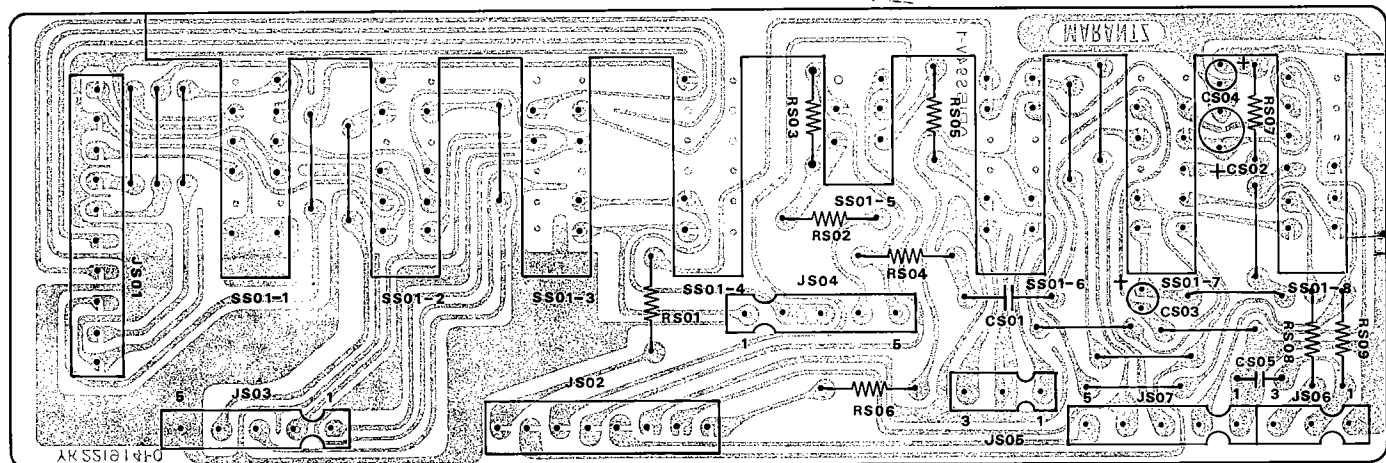 MARANTZ
CS04
RS03
RS05
RS07
CS02
SS01-5
RS02
RS04
JS01
SS01-1
SS01-2
SS01-3
SS01-4
JS04
SS01-6
SS01-7
SS01-8
RS01
CS01
CS03
1
5
RS08
RS09
CS05
5
JS03
1
JS02
RS06
3
1
JS05
5
JS07
1
3
JS06
1
YK221914F0